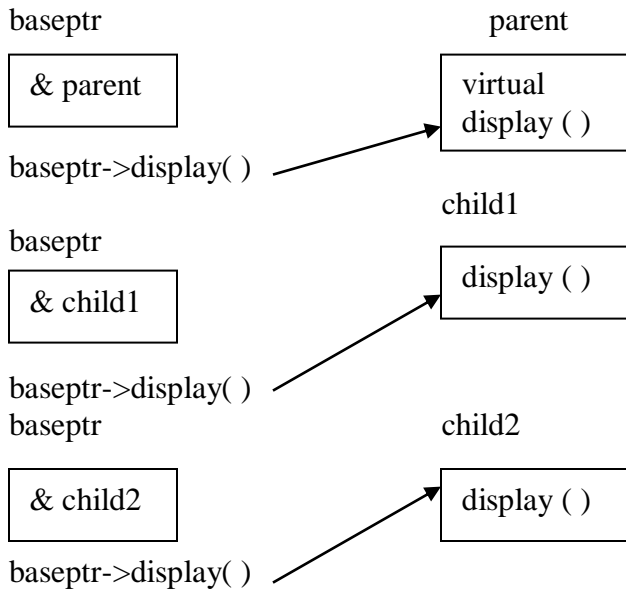 baseptr
parent
& parent
virtual
display ( )
baseptr->display( )
child1
baseptr
display ( )
& child1
baseptr->display( )
baseptr
child2
& child2
display ( )
baseptr->display( )